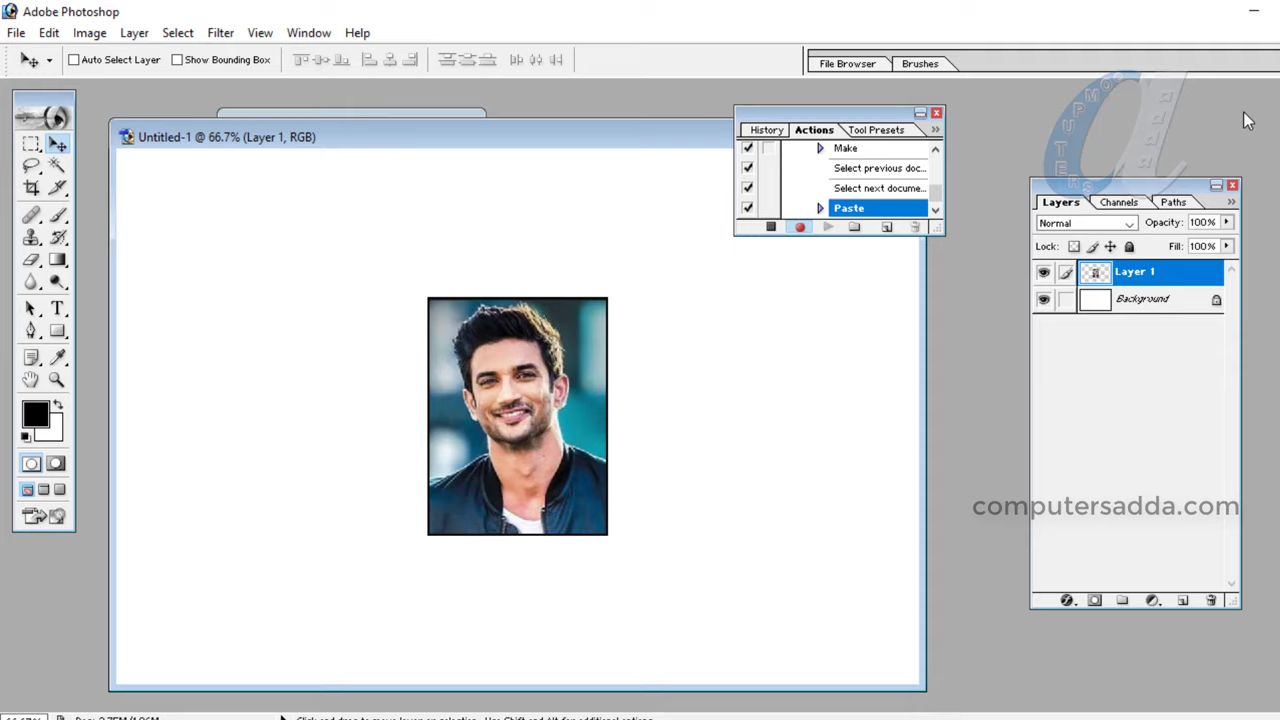 Adobe Photoshop
File Edit Image Layer Select Filter View Window Help
Auto Select Layer Show Bounding Box
File Browser Brushes
Untitled-1 @ 66.7% (Layer 1, RGB)
History Actions Tool Presets
Make
Select previous doc...
Select next docume...
Paste
Layers Channels Paths
Normal Opacity: 100%
Lock: Fill: 100%
Layer 1
Background
computersadda.com